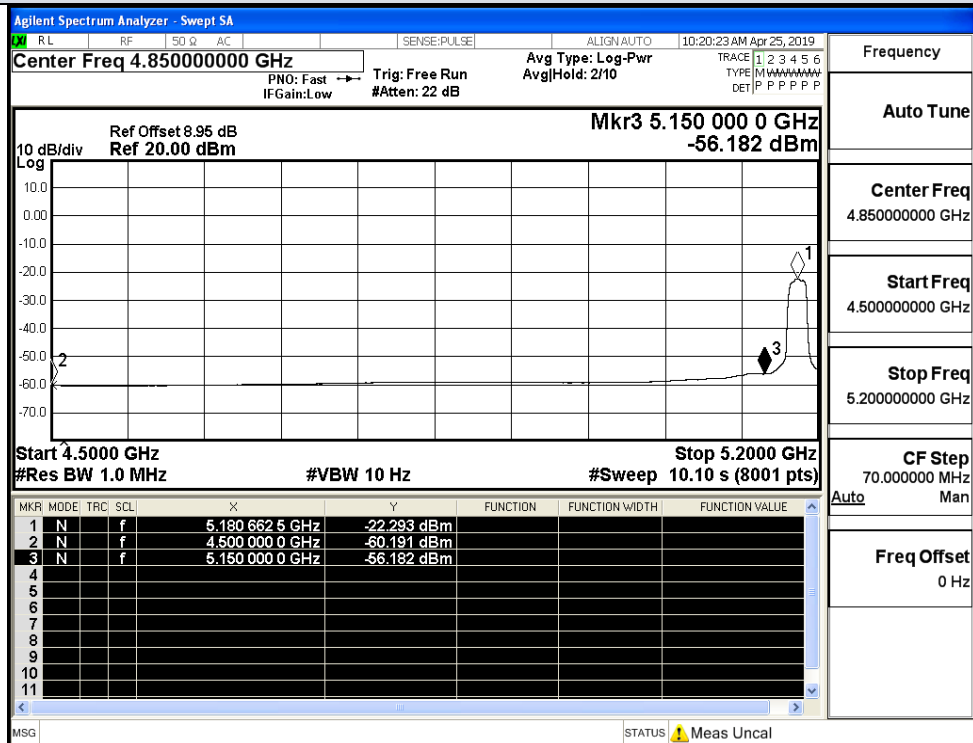 Agilent Spectrum Analyzer - Swept SA
LXI RL RF 50 Ω AC SENSE:PULSE ALIGN AUTO 10:20:23 AM Apr 25, 2019
Center Freq 4.850000000 GHz
PNO: Fast
IFGain:Low
Trig: Free Run
#Atten: 22 dB
Avg Type: Log-Pwr
Avg|Hold: 2/10
TRACE 1 2 3 4 5 6
TYPE M WWWWW
DET P P P P P P
Ref Offset 8.95 dB
10 dB/div Ref 20.00 dBm
Log
Mkr3 5.150 000 0 GHz
-56.182 dBm
10.0
0.00
-10.0
-20.0
-30.0
-40.0
-50.0
-60.0
-70.0
1
2
3
Start 4.5000 GHz Stop 5.2000 GHz
#Res BW 1.0 MHz #VBW 10 Hz #Sweep 10.10 s (8001 pts)
MKR MODE TRC SCL X Y FUNCTION FUNCTION WIDTH FUNCTION VALUE
1 N f 5.180 662 5 GHz -22.293 dBm
2 N f 4.500 000 0 GHz -60.191 dBm
3 N f 5.150 000 0 GHz -56.182 dBm
4
5
6
7
8
9
10
11
MSG STATUS Meas Uncal
Frequency
Auto Tune
Center Freq
4.850000000 GHz
Start Freq
4.500000000 GHz
Stop Freq
5.200000000 GHz
CF Step
70.000000 MHz
Auto Man
Freq Offset
0 Hz